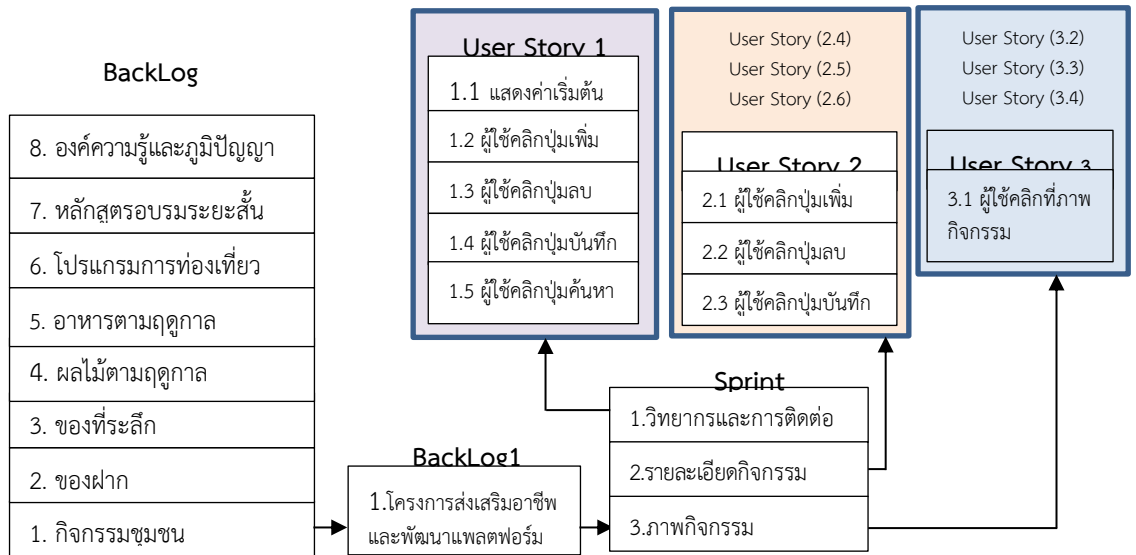 BackLog
8. องค์ความรู้และภูมิปัญญา
7. หลักสูตรอบรมระยะสั้น
6. โปรแกรมการท่องเที่ยว
5. อาหารตามฤดูกาล
4. ผลไม้ตามฤดูกาล
3. ของที่ระลึก
2. ของฝาก
1. กิจกรรมชุมชน
BackLog1
1.โครงการส่งเสริมอาชีพ
และพัฒนาแพลตฟอร์ม
Sprint
1.วิทยากรและการติดต่อ
2.รายละเอียดกิจกรรม
3.ภาพกิจกรรม
User Story 1
1.1 แสดงค่าเริ่มต้น
1.2 ผู้ใช้คลิกปุ่มเพิ่ม
1.3 ผู้ใช้คลิกปุ่มลบ
1.4 ผู้ใช้คลิกปุ่มบันทึก
1.5 ผู้ใช้คลิกปุ่มค้นหา
User Story (2.4)
User Story (2.5)
User Story (2.6)
User Story 2
2.1 ผู้ใช้คลิกปุ่มเพิ่ม
2.2 ผู้ใช้คลิกปุ่มลบ
2.3 ผู้ใช้คลิกปุ่มบันทึก
User Story (3.2)
User Story (3.3)
User Story (3.4)
User Story 3
3.1 ผู้ใช้คลิกที่ภาพ
กิจกรรม